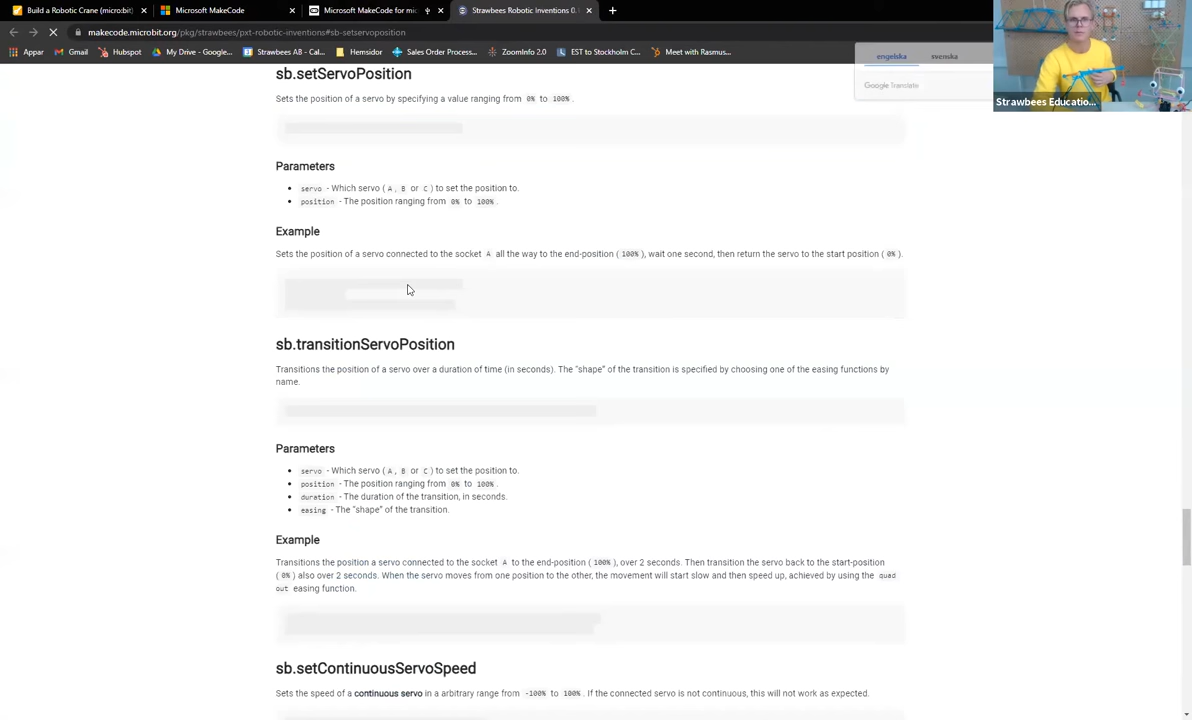 Build a Robotic Crane (micro:bit)
Microsoft MakeCode
Microsoft MakeCode for mic
Strawbees Robotic Inventions 0.
makecode.microbit.org/pkg/strawbees/pxt-robotic-inventions#sb-setservoposition
Appar
Gmail
Hubspot
My Drive - Google...
Strawbees AB - Cal...
Hemsidor
Sales Order Process...
ZoomInfo 2.0
EST to Stockholm C...
Meet with Rasmus...
engelska
svenska
Google Translate
Strawbees Educatio...
sb.setServoPosition
Sets the position of a servo by specifying a value ranging from 0% to 100%.
Parameters
• servo - Which servo ( A, B or C ) to set the position to.
• position - The position ranging from 0% to 100%.
Example
Sets the position of a servo connected to the socket A all the way to the end-position ( 100% ), wait one second, then return the servo to the start position ( 0% ).
sb.transitionServoPosition
Transitions the position of a servo over a duration of time (in seconds). The “shape” of the transition is specified by choosing one of the easing functions by
name.
Parameters
• servo - Which servo ( A, B or C ) to set the position to.
• position - The position ranging from 0% to 100%.
• duration - The duration of the transition, in seconds.
• easing - The “shape” of the transition.
Example
Transitions the position a servo connected to the socket A to the end-position ( 100% ), over 2 seconds. Then transition the servo back to the start-position
( 0% ) also over 2 seconds. When the servo moves from one position to the other, the movement will start slow and then speed up, achieved by using the quad
out easing function.
sb.setContinuousServoSpeed
Sets the speed of a continuous servo in a arbitrary range from -100% to 100%. If the connected servo is not continuous, this will not work as expected.